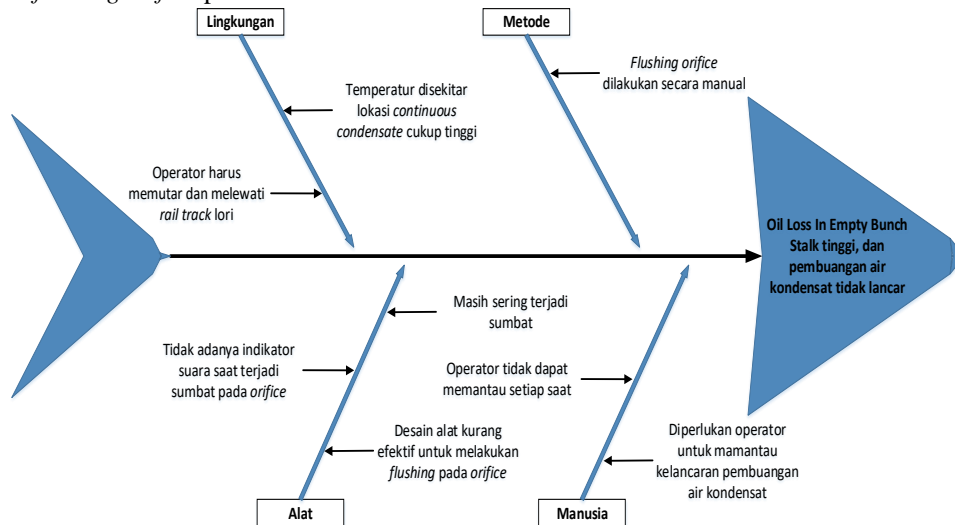 Lingkungan
Metode
Temperatur disekitar
lokasi continuous
condensate cukup tinggi
Flushing orifice
dilakukan secara manual
Operator harus
memutar dan melewati
rail track lori
Oil Loss In Empty Bunch
Stalk tinggi, dan
pembuangan air
kondensat tidak lancar
Masih sering terjadi
sumbat
Tidak adanya indikator
suara saat terjadi
sumbat pada orifice
Operator tidak dapat
memantau setiap saat
Desain alat kurang
efektif untuk melakukan
flushing pada orifice
Diperlukan operator
untuk mamantau
kelancaran pembuangan
air kondensat
Alat
Manusia